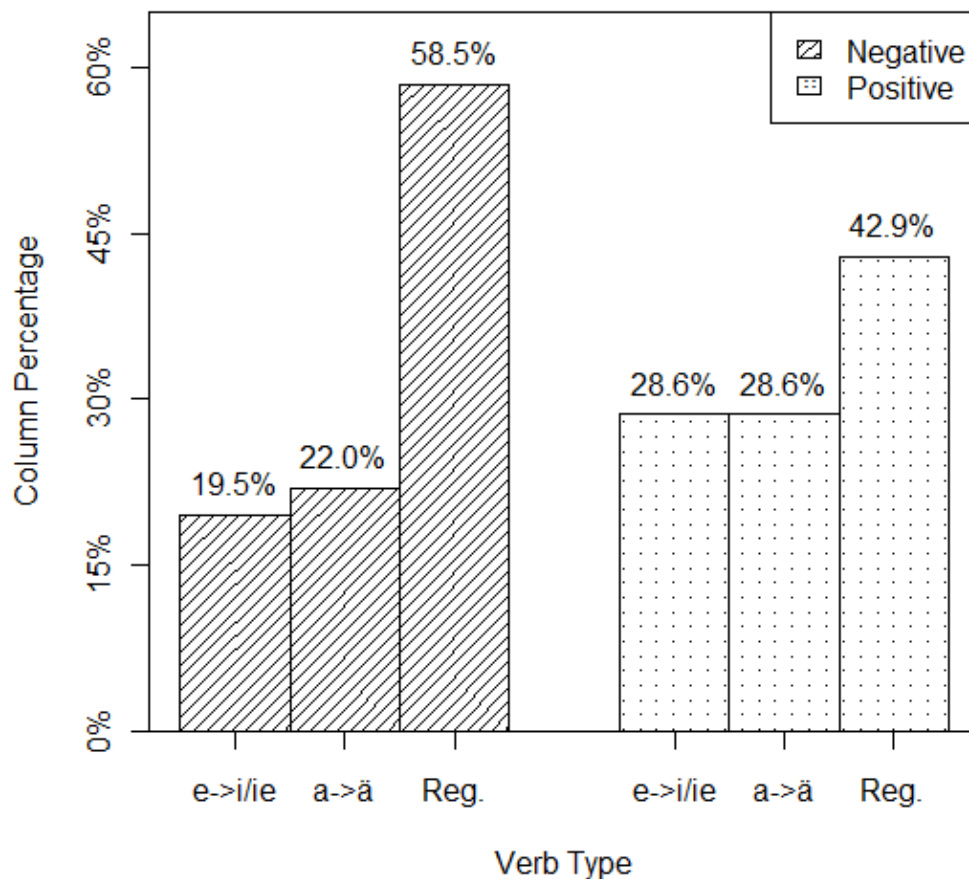 Column Percentage
60%
45%
30%
15%
0%
Negative
Positive
58.5%
42.9%
28.6% 28.6%
22.0%
19.5%
e->i/ie a->ä Reg. e->i/ie a->ä Reg.
Verb Type